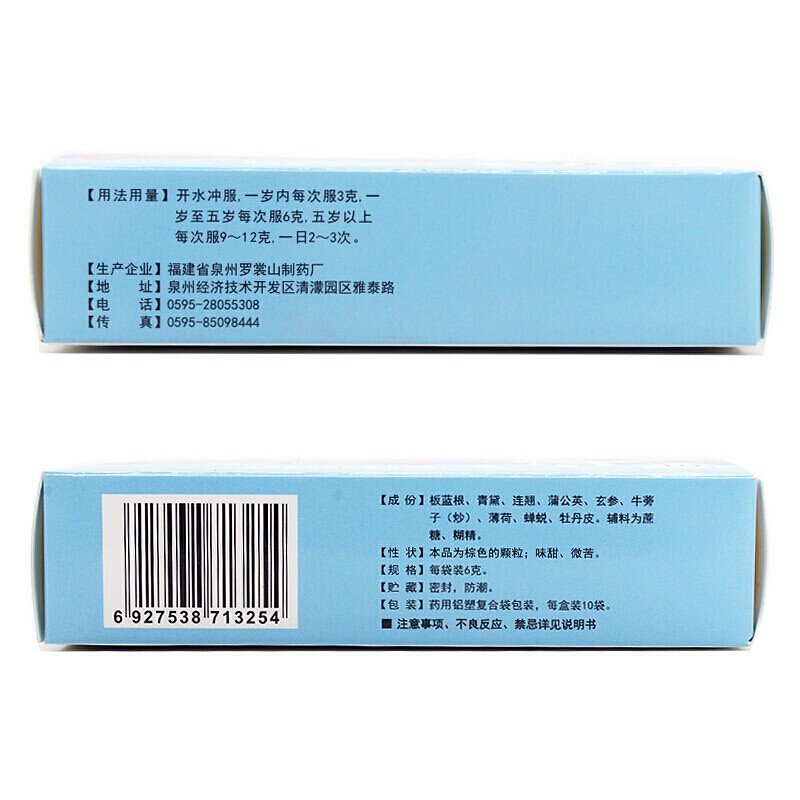 【用法用量】开水冲服,一岁内每次服3克,一
岁至五岁每次服6克,五岁以上
每次服9～12克,一日2～3次。
【生产企业】福建省泉州罗裳山制药厂
【地　　址】泉州经济技术开发区清濛园区雅泰路
【电　　话】0595-28055308
【传　　真】0595-85098444
6 927538 713254
【成 份】板蓝根、青黛、连翘、蒲公英、玄参、牛蒡
子（炒）、薄荷、蝉蜕、牡丹皮。辅料为蔗
糖、糊精。
【性 状】本品为棕色的颗粒；味甜、微苦。
【规 格】每袋装6克。
【贮 藏】密封，防潮。
【包 装】药用铝塑复合袋包装，每盒装10袋。
■ 注意事项、不良反应、禁忌详见说明书